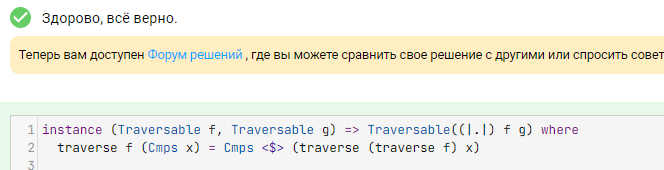 Здорово, всё верно.
Теперь вам доступен Форум решений , где вы можете сравнить свое решение с другими или спросить совет
1 instance (Traversable f, Traversable g) => Traversable((|.|) f g) where
2   traverse f (Cmps x) = Cmps <$> (traverse (traverse f) x)
3